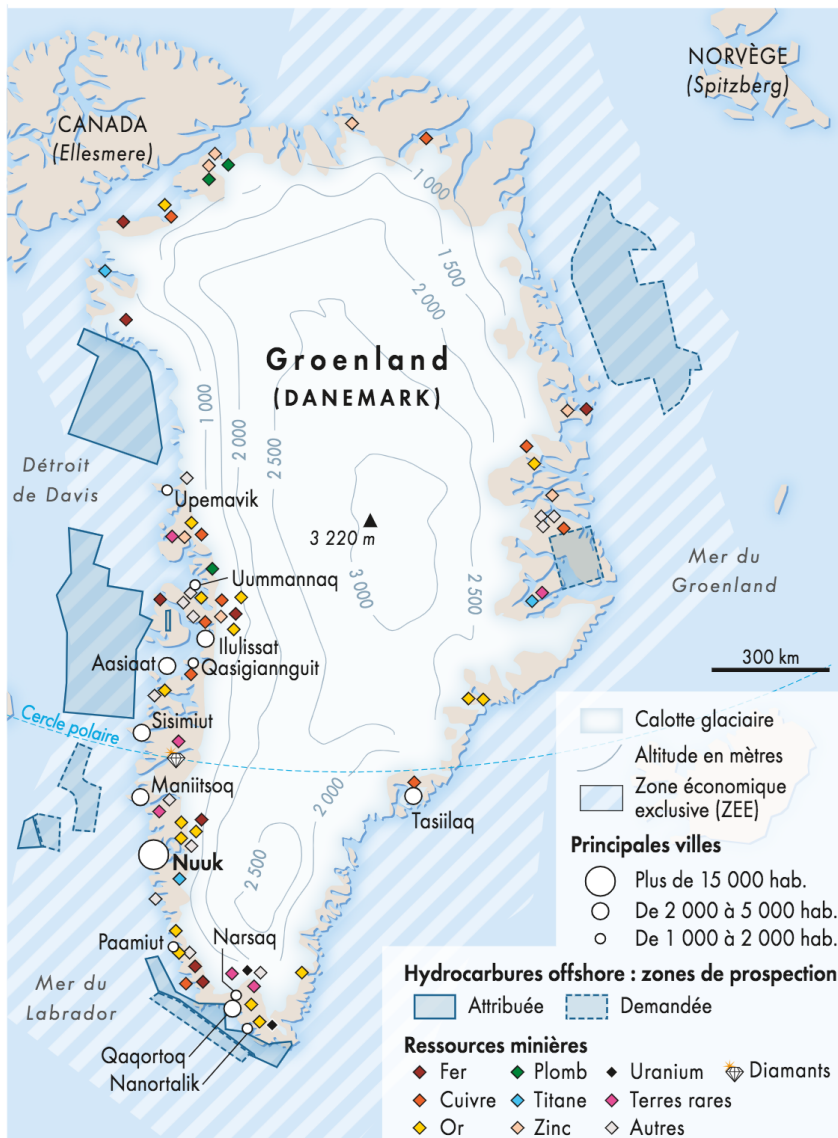 CANADA
(Ellesmere)
NORVÈGE
(Spitzberg)
1 000
1 500
2 000
Groenland
(DANEMARK)
1 000
2 000
2 500
Détroit
de Davis
Upemavik
3 220 m
3 000
2 500
Mer du
Groenland
Uummannaq
Ilulissat
Aasiaat
Qasigiannguit
300 km
Cercle polaire
Sisimiut
Maniitsoq
2 000
Tasiilaq
Nuuk
2 500
Paamiut
Narsaq
Mer du
Labrador
Qaqortoq
Nanortalik
Calotte glaciaire
Altitude en mètres
Zone économique
exclusive (ZEE)
Principales villes
Plus de 15 000 hab.
De 2 000 à 5 000 hab.
De 1 000 à 2 000 hab.
Hydrocarbures offshore : zones de prospection
Attribuée
Demandée
Ressources minières
Fer
Plomb
Uranium
Diamants
Cuivre
Titane
Terres rares
Or
Zinc
Autres